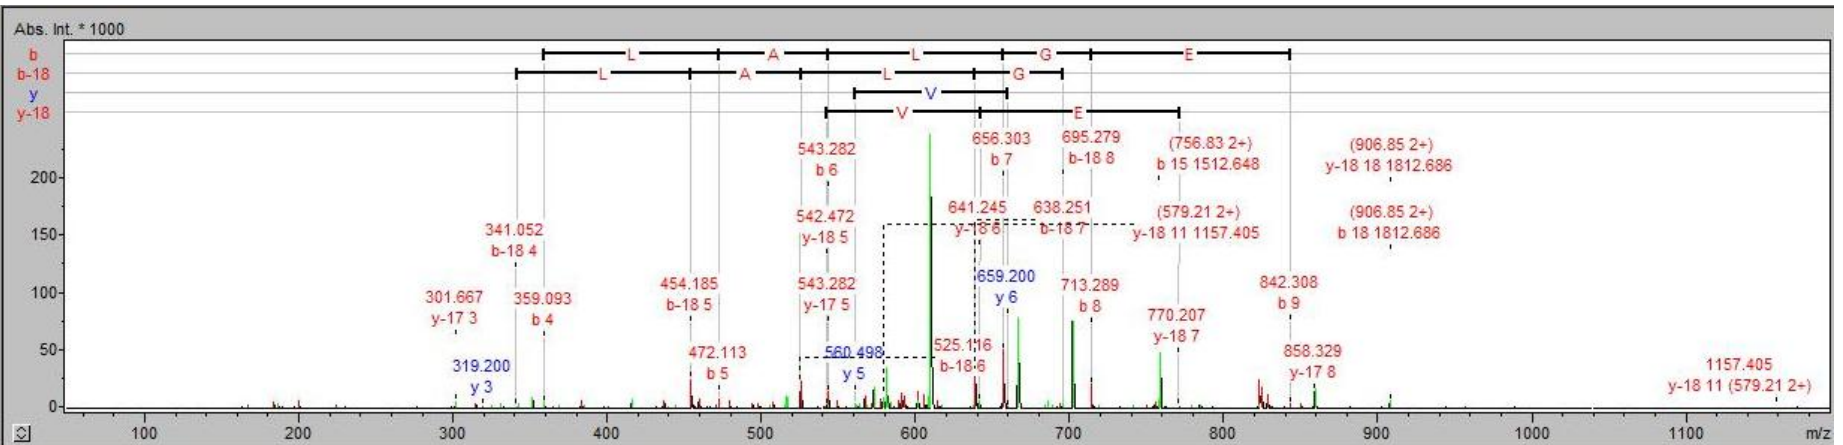 Abs. Int. * 1000
b
L A L G E
b-18
L A L G
y
V
y-18
V E
543.282
b 6
656.303
b 7
695.279
b-18 8
(756.83 2+)
b 15 1512.648
(906.85 2+)
y-18 18 1812.686
200
341.052
b-18 4
542.472
y-18 5
641.245
y-18 6
638.251
b-18 7
(579.21 2+)
y-18 11 1157.405
(906.85 2+)
b 18 1812.686
150
301.667
y-17 3
359.093
b 4
454.185
b-18 5
543.282
y-17 5
659.200
y 6
713.289
b 8
842.308
b 9
100
770.207
y-18 7
319.200
y 3
472.113
b 5
560.498
y 5
525.116
b-18 6
858.329
y-17 8
1157.405
y-18 11 (579.21 2+)
50
0
100 200 300 400 500 600 700 800 900 1000 1100 m/z